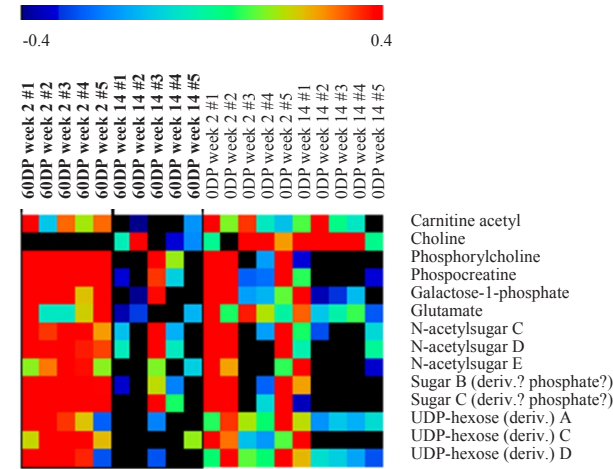 -0.4
0.4
60DP week 2 #1
60DP week 2 #2
60DP week 2 #3
60DP week 2 #4
60DP week 2 #5
60DP week 14 #1
60DP week 14 #2
60DP week 14 #3
60DP week 14 #4
60DP week 14 #5
0DP week 2 #1
0DP week 2 #2
0DP week 2 #3
0DP week 2 #4
0DP week 2 #5
0DP week 14 #1
0DP week 14 #2
0DP week 14 #3
0DP week 14 #4
0DP week 14 #5
Carnitine acetyl
Choline
Phosphorylcholine
Phospocreatine
Galactose-1-phosphate
Glutamate
N-acetylsugar C
N-acetylsugar D
N-acetylsugar E
Sugar B (deriv.? phosphate?)
Sugar C (deriv.? phosphate?)
UDP-hexose (deriv.) A
UDP-hexose (deriv.) C
UDP-hexose (deriv.) D